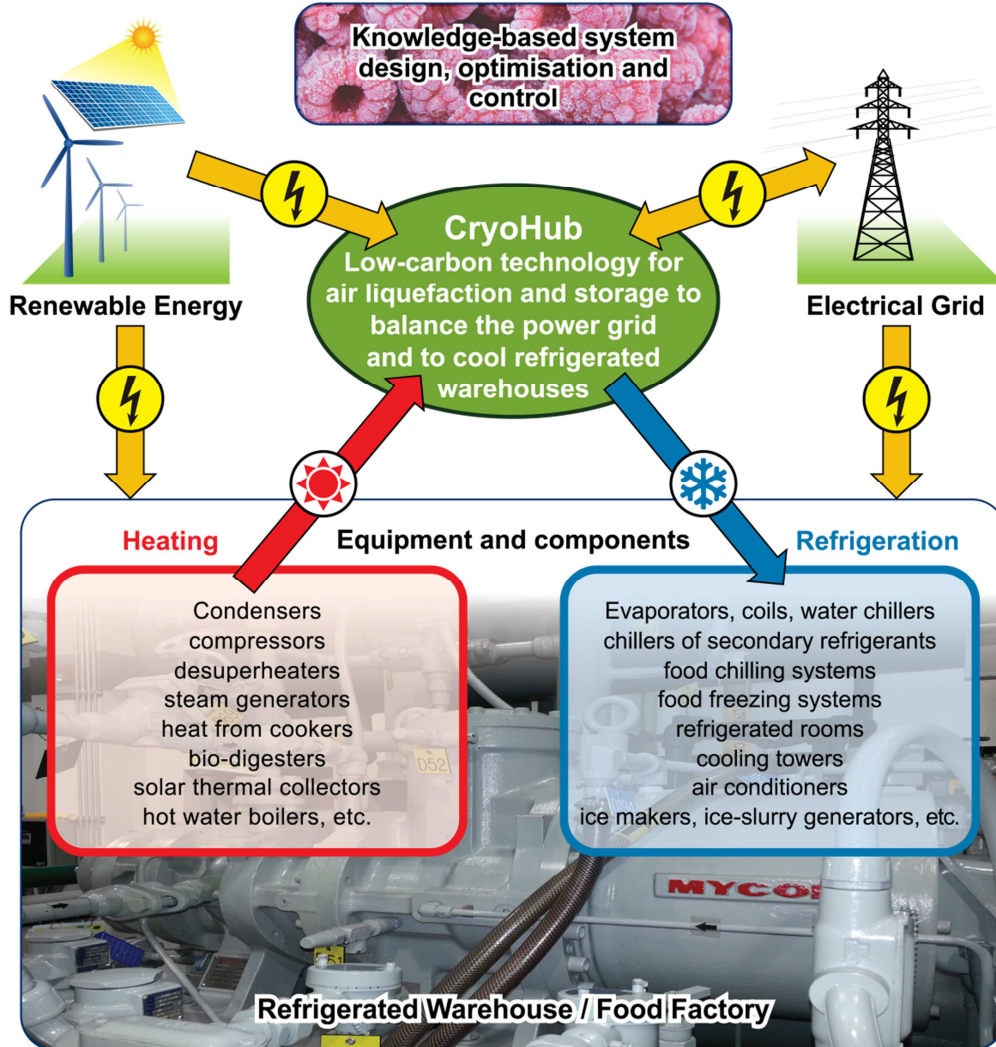 Knowledge-based system
design, optimisation and
control
CryoHub
Low-carbon technology for
air liquefaction and storage to
balance the power grid
and to cool refrigerated
warehouses
Renewable Energy
Electrical Grid
Heating
Equipment and components
Refrigeration
Condensers
compressors
desuperheaters
steam generators
heat from cookers
bio-digesters
solar thermal collectors
hot water boilers, etc.
Evaporators, coils, water chillers
chillers of secondary refrigerants
food chilling systems
food freezing systems
refrigerated rooms
cooling towers
air conditioners
ice makers, ice-slurry generators, etc.
D52
Refrigerated Warehouse / Food Factory